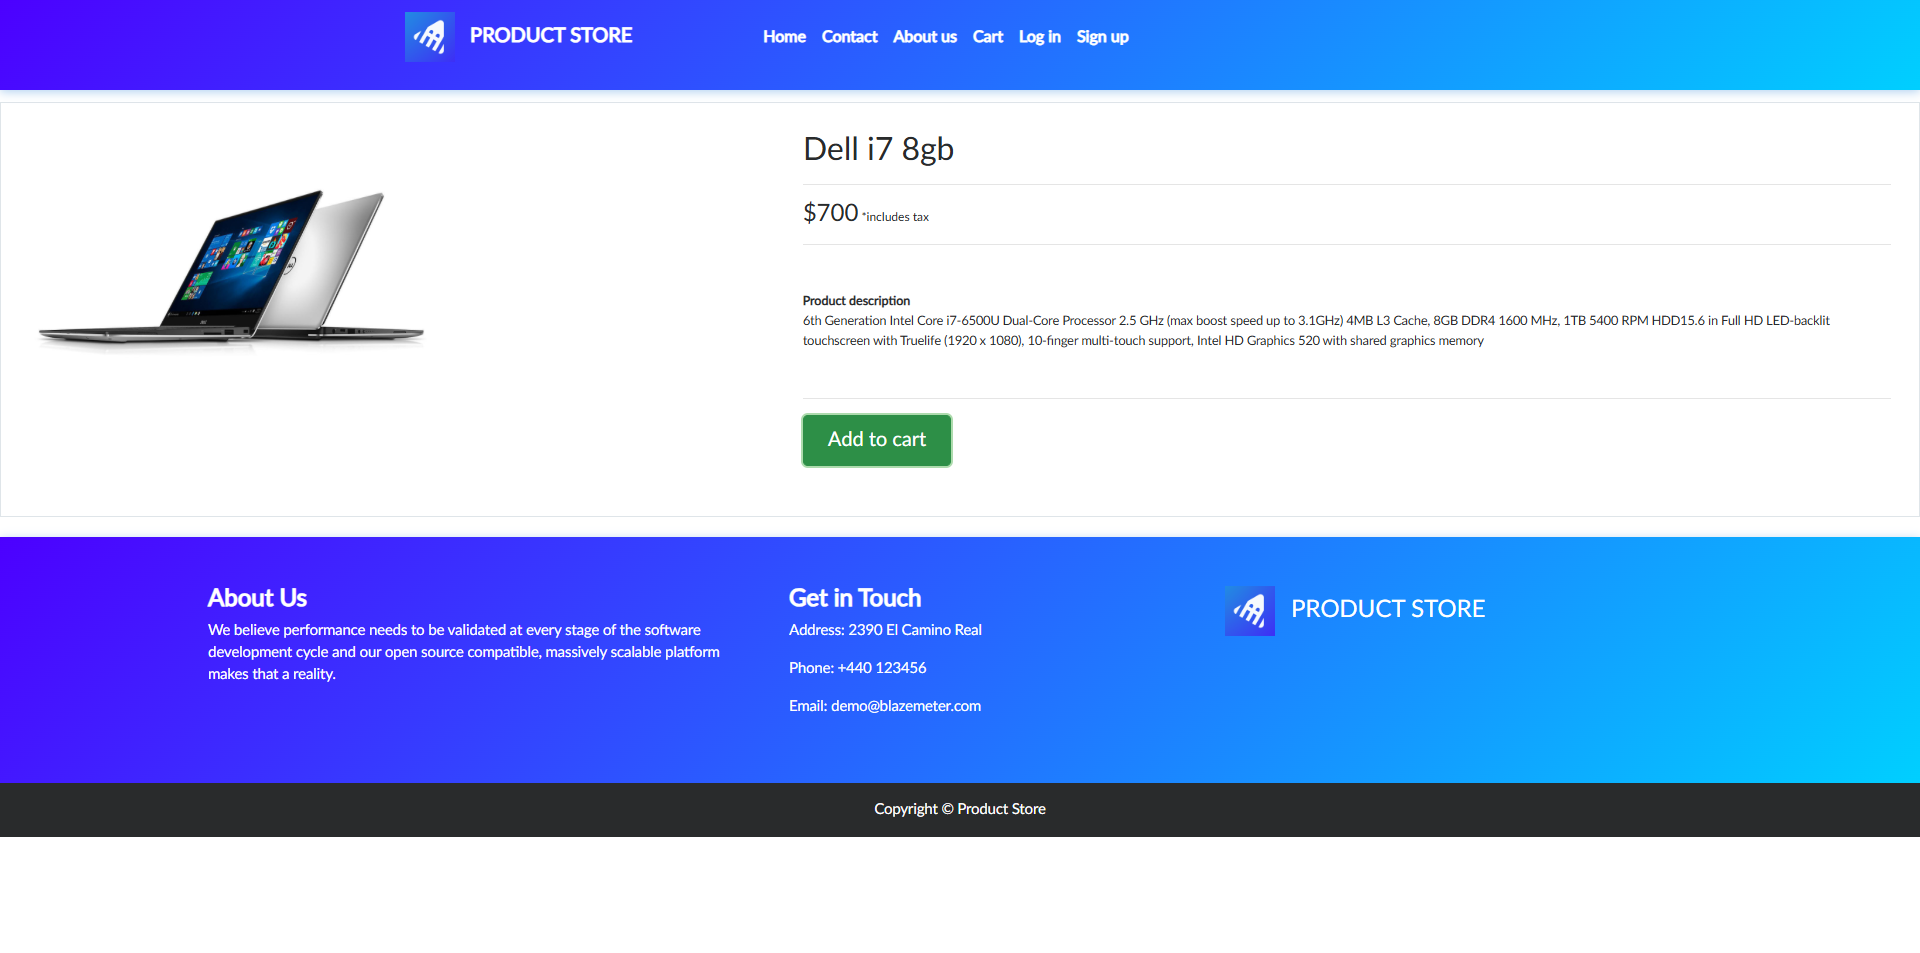 PRODUCT STORE
Home Contact About us Cart Log in Sign up
Dell i7 8gb
$700 *includes tax
Product description
6th Generation Intel Core i7-6500U Dual-Core Processor 2.5 GHz (max boost speed up to 3.1GHz) 4MB L3 Cache, 8GB DDR4 1600 MHz, 1TB 5400 RPM HDD15.6 in Full HD LED-backlit
touchscreen with Truelife (1920 x 1080), 10-finger multi-touch support, Intel HD Graphics 520 with shared graphics memory
Add to cart
About Us
We believe performance needs to be validated at every stage of the software
development cycle and our open source compatible, massively scalable platform
makes that a reality.
Get in Touch
Address: 2390 El Camino Real
Phone: +440 123456
Email: demo@blazemeter.com
PRODUCT STORE
Copyright © Product Store